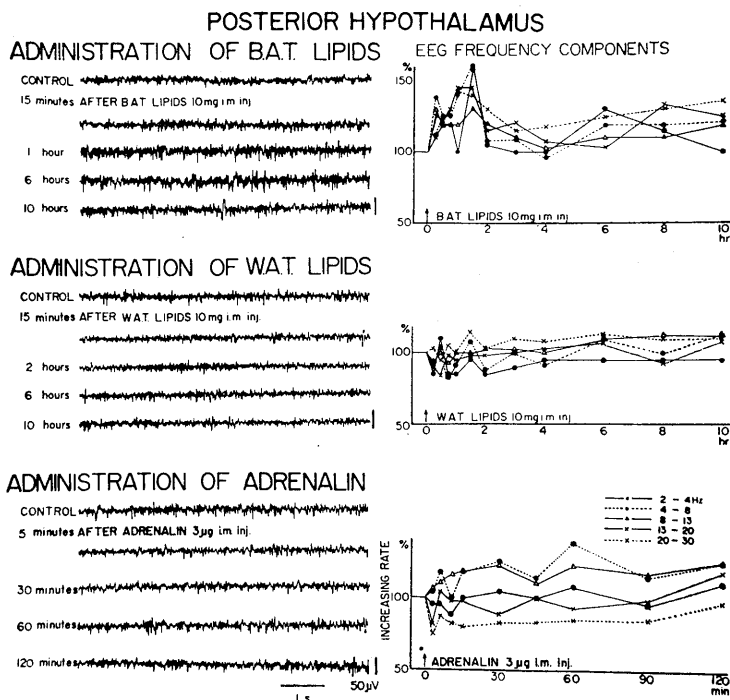 POSTERIOR HYPOTHALAMUS
ADMINISTRATION OF B.A.T. LIPIDS
CONTROL
15 minutes AFTER BAT LIPIDS 10mg i.m inj
1 hour
6 hours
10 hours
EEG FREQUENCY COMPONENTS
%
150
100
50
BAT LIPIDS 10mg i.m inj
0 2 4 6 8 10
hr
ADMINISTRATION OF W.A.T. LIPIDS
CONTROL
15 minutes AFTER W.A.T. LIPIDS 10mg i.m. inj.
2 hours
6 hours
10 hours
%
100
50
WAT LIPIDS 10mg i.m inj
0 2 4 6 8 10
hr
ADMINISTRATION OF ADRENALIN
CONTROL
5 minutes AFTER ADRENALIN 3µg i.m. inj.
30 minutes
60 minutes
120 minutes
1 s
50µV
2 - 4Hz
4 - 8
8 - 13
13 - 20
20 - 30
%
INCREASING RATE
100
50
ADRENALIN 3µg i.m. inj.
0 30 60 90 120
min